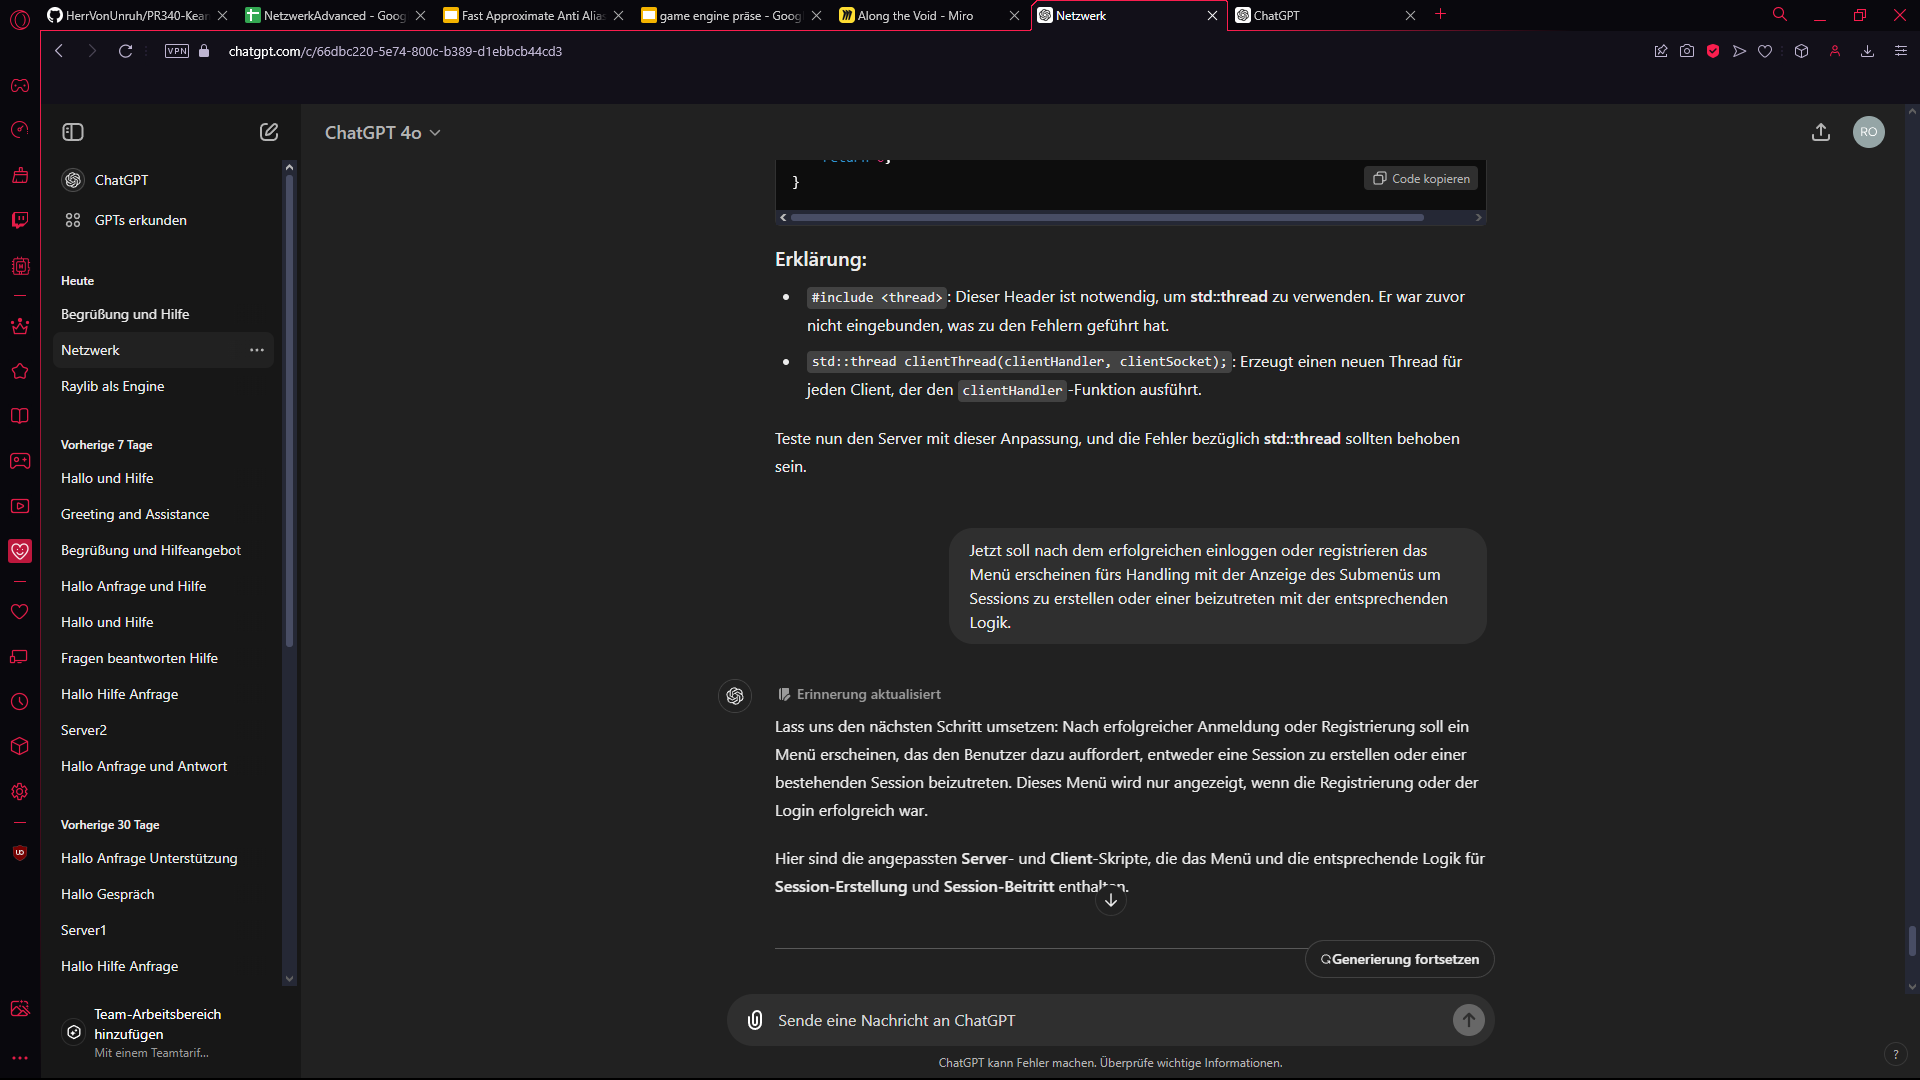 HerrVonUnruh/PR340-Kear
NetzwerkAdvanced - Goog
Fast Approximate Anti Alias
game engine präse - Goog
Along the Void - Miro
Netzwerk
ChatGPT
VPN
chatgpt.com/c/66dbc220-5e74-800c-b389-d1ebbcb44cd3
ChatGPT
GPTs erkunden
Heute
Begrüßung und Hilfe
Netzwerk
Raylib als Engine
Vorherige 7 Tage
Hallo und Hilfe
Greeting and Assistance
Begrüßung und Hilfeangebot
Hallo Anfrage und Hilfe
Hallo und Hilfe
Fragen beantworten Hilfe
Hallo Hilfe Anfrage
Server2
Hallo Anfrage und Antwort
Vorherige 30 Tage
Hallo Anfrage Unterstützung
Hallo Gespräch
Server1
Hallo Hilfe Anfrage
Team-Arbeitsbereich
hinzufügen
Mit einem Teamtarif...
ChatGPT 4o
RO
}
Code kopieren
Erklärung:
#include <thread>: Dieser Header ist notwendig, um std::thread zu verwenden. Er war zuvor
nicht eingebunden, was zu den Fehlern geführt hat.
std::thread clientThread(clientHandler, clientSocket);: Erzeugt einen neuen Thread für
jeden Client, der den clientHandler-Funktion ausführt.
Teste nun den Server mit dieser Anpassung, und die Fehler bezüglich std::thread sollten behoben
sein.
Jetzt soll nach dem erfolgreichen einloggen oder registrieren das
Menü erscheinen fürs Handling mit der Anzeige des Submenüs um
Sessions zu erstellen oder einer beizutreten mit der entsprechenden
Logik.
Erinnerung aktualisiert
Lass uns den nächsten Schritt umsetzen: Nach erfolgreicher Anmeldung oder Registrierung soll ein
Menü erscheinen, das den Benutzer dazu auffordert, entweder eine Session zu erstellen oder einer
bestehenden Session beizutreten. Dieses Menü wird nur angezeigt, wenn die Registrierung oder der
Login erfolgreich war.
Hier sind die angepassten Server- und Client-Skripte, die das Menü und die entsprechende Logik für
Session-Erstellung und Session-Beitritt enthalten.
Generierung fortsetzen
Sende eine Nachricht an ChatGPT
ChatGPT kann Fehler machen. Überprüfe wichtige Informationen.
?